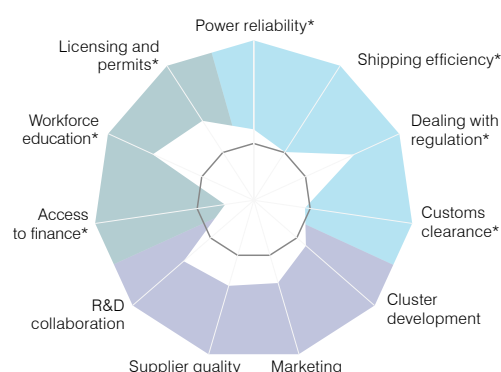 Power reliability*
Licensing and
permits*
Shipping efficiency*
Workforce
education*
Dealing with
regulation*
Access
to finance*
Customs
clearance*
R&D
collaboration
Cluster
development
Supplier quality
Marketing